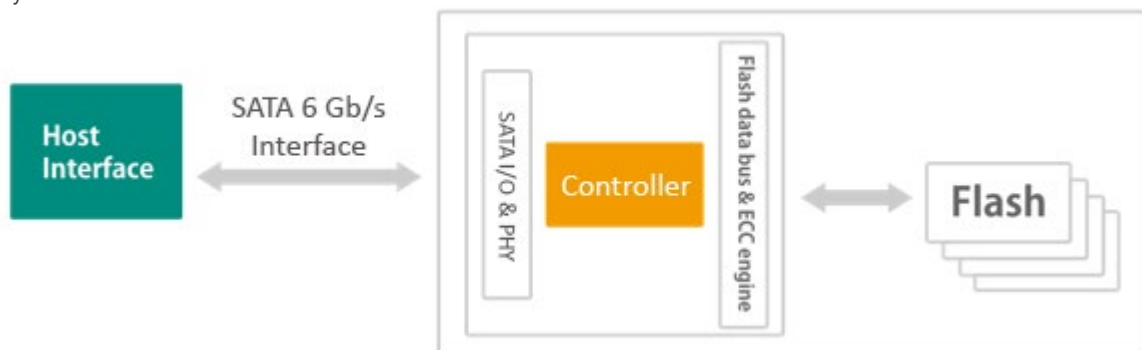 Host
Interface
SATA 6 Gb/s
Interface
SATA I/O & PHY
Controller
Flash data bus & ECC engine
Flash